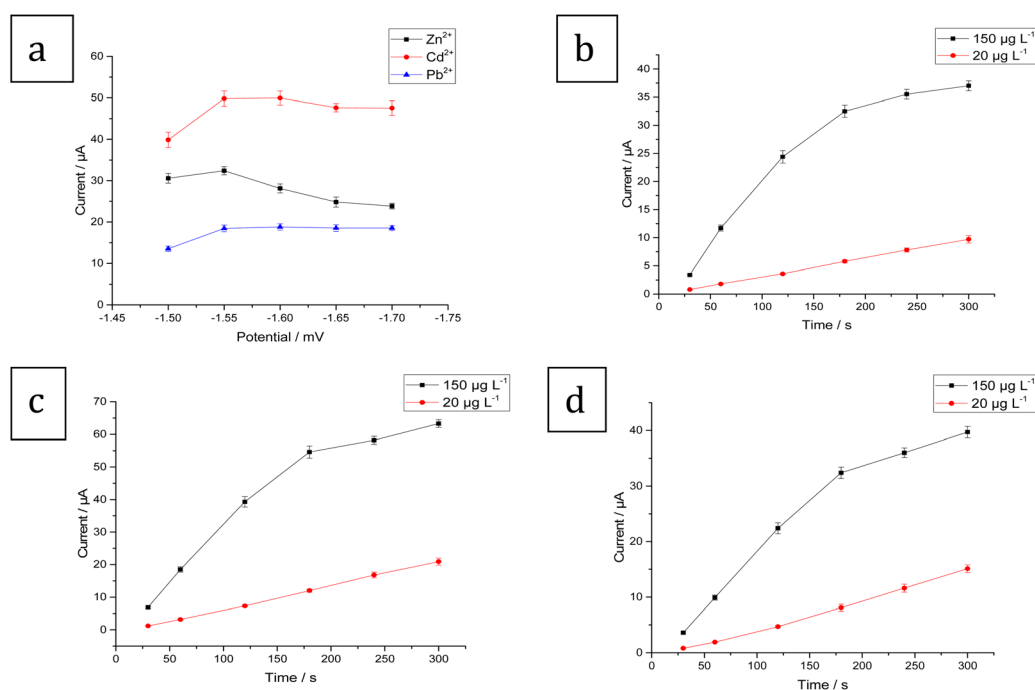 a
Zn²⁺
Cd²⁺
Pb²⁺
60
50
40
30
20
10
0
Current / µA
-1.45 -1.50 -1.55 -1.60 -1.65 -1.70 -1.75
Potential / mV
b
150 µg L⁻¹
20 µg L⁻¹
40
35
30
25
20
15
10
5
0
Current / µA
0 50 100 150 200 250 300
Time / s
c
150 µg L⁻¹
20 µg L⁻¹
70
60
50
40
30
20
10
0
Current / µA
0 50 100 150 200 250 300
Time / s
d
150 µg L⁻¹
20 µg L⁻¹
40
30
20
10
0
Current / µA
0 50 100 150 200 250 300
Time / s